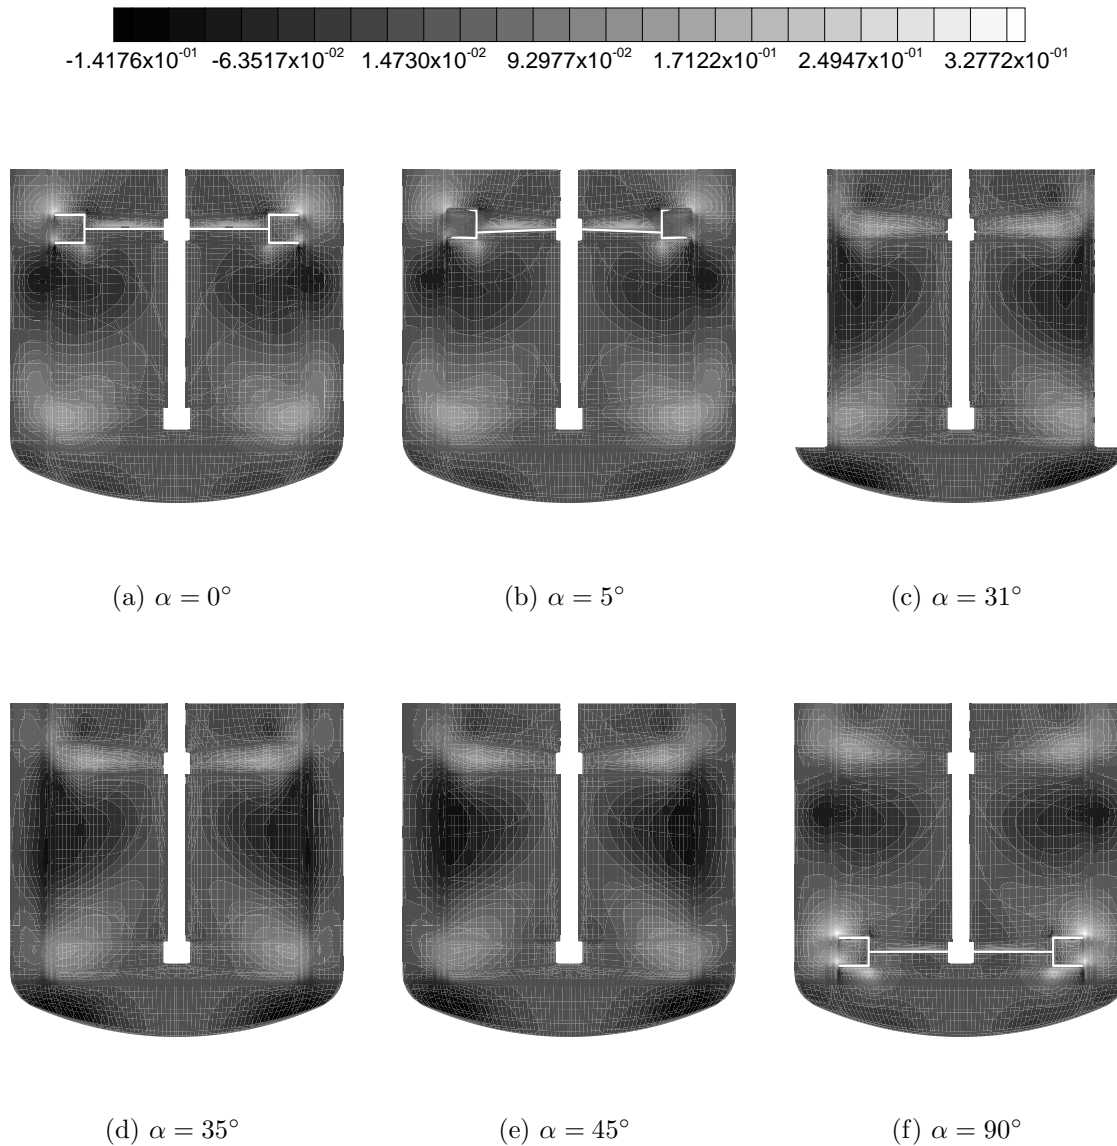 -1.4176x10⁻⁰¹ -6.3517x10⁻⁰² 1.4730x10⁻⁰² 9.2977x10⁻⁰² 1.7122x10⁻⁰¹ 2.4947x10⁻⁰¹ 3.2772x10⁻⁰¹
(a) α = 0° (b) α = 5° (c) α = 31°
(d) α = 35° (e) α = 45° (f) α = 90°